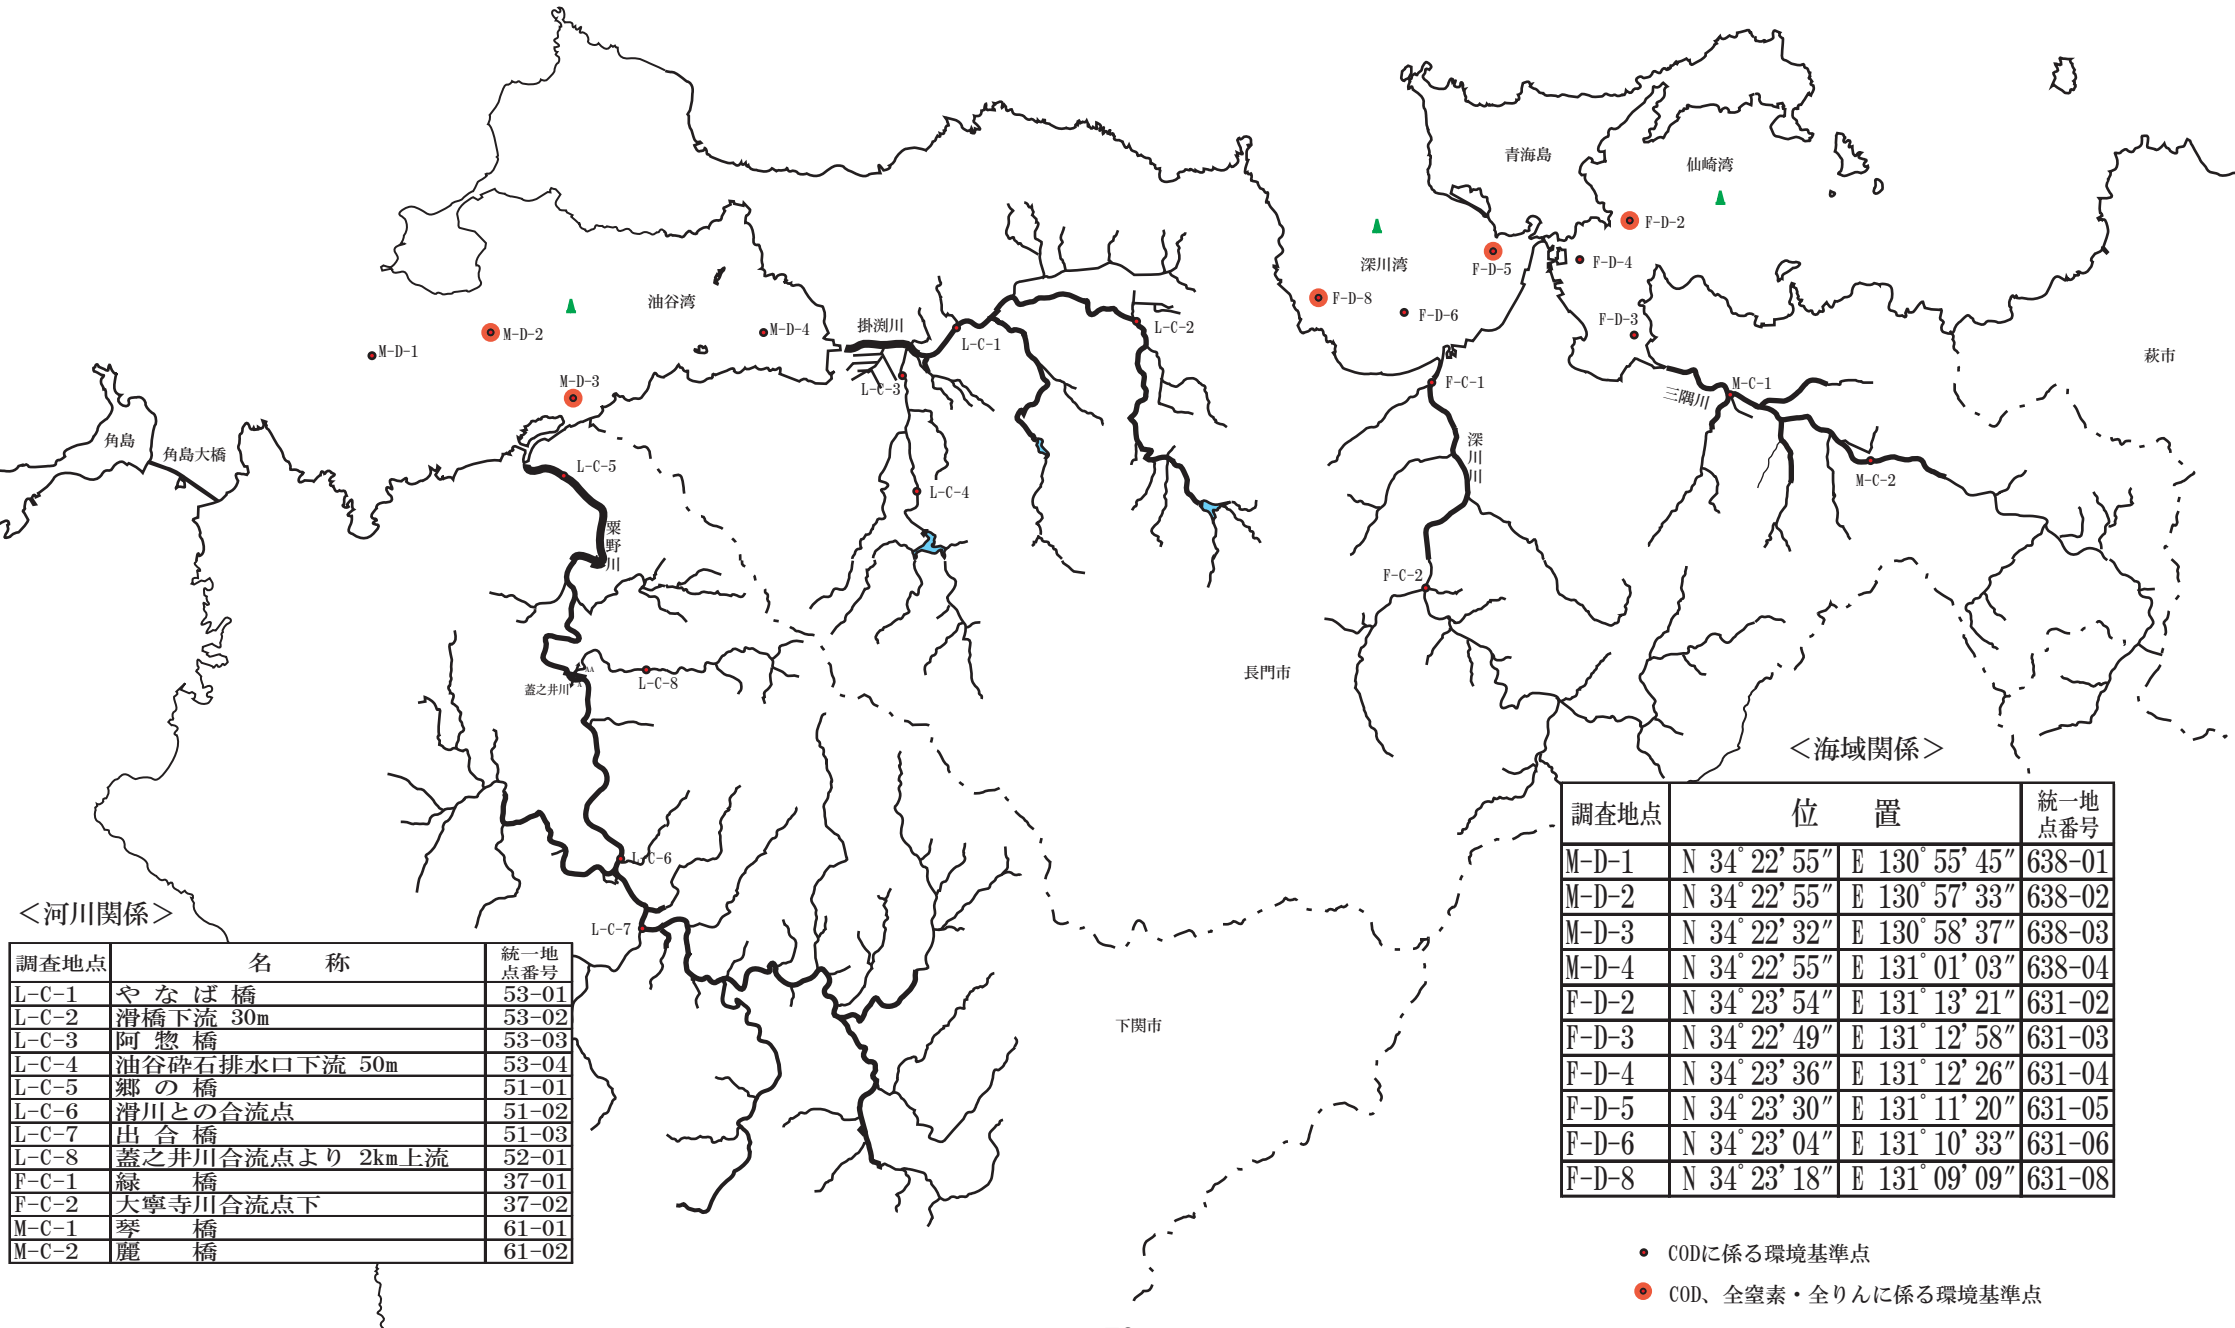 青海島
仙崎湾
F-D-2
深川湾
F-D-5
F-D-4
F-D-8
F-D-6
F-D-3
油谷湾
M-D-1
M-D-2
M-D-3
M-D-4
掛渕川
L-C-1
L-C-2
L-C-3
L-C-4
萩市
F-C-1
三隅川
M-C-1
M-C-2
深川川
F-C-2
角島
角島大橋
L-C-5
粟野川
AA
A
蓋之井川
L-C-8
長門市
L-C-6
L-C-7
下関市
<河川関係>
調査地点 名 称 統一地点番号
L-C-1 やなば橋 53-01
L-C-2 滑橋下流 30m 53-02
L-C-3 阿惣橋 53-03
L-C-4 油谷砕石排水口下流 50m 53-04
L-C-5 郷の橋 51-01
L-C-6 滑川との合流点 51-02
L-C-7 出合橋 51-03
L-C-8 蓋之井川合流点より 2km上流 52-01
F-C-1 緑 橋 37-01
F-C-2 大寧寺川合流点下 37-02
M-C-1 琴 橋 61-01
M-C-2 麗 橋 61-02
<海域関係>
調査地点 位 置 統一地点番号
M-D-1 N 34°22’55″ E 130°55’45″ 638-01
M-D-2 N 34°22’55″ E 130°57’33″ 638-02
M-D-3 N 34°22’32″ E 130°58’37″ 638-03
M-D-4 N 34°22’55″ E 131°01’03″ 638-04
F-D-2 N 34°23’54″ E 131°13’21″ 631-02
F-D-3 N 34°22’49″ E 131°12’58″ 631-03
F-D-4 N 34°23’36″ E 131°12’26″ 631-04
F-D-5 N 34°23’30″ E 131°11’20″ 631-05
F-D-6 N 34°23’04″ E 131°10’33″ 631-06
F-D-8 N 34°23’18″ E 131°09’09″ 631-08
CODに係る環境基準点
COD、全窒素・全りんに係る環境基準点